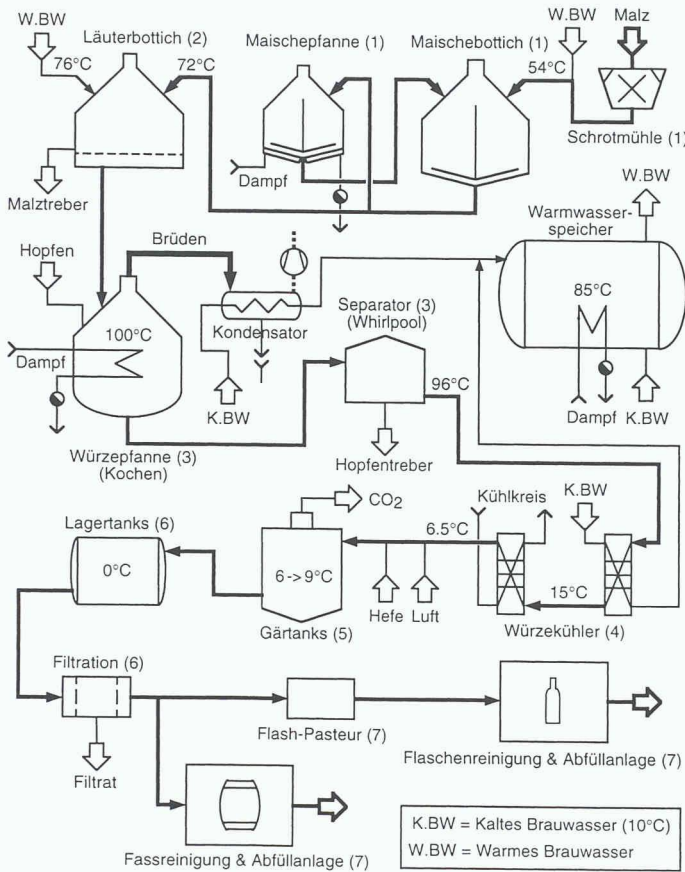 W.BW
Läuterbottich (2)
Maischepfanne (1)
Maischebottich (1)
W.BW
Malz
76°C
72°C
54°C
Schrotmühle (1)
Dampf
Malztreber
W.BW
Warmwasser-
speicher
Hopfen
Brüden
85°C
100°C
Kondensator
Separator (3)
(Whirlpool)
Dampf
K.BW
96°C
Dampf
K.BW
Würzepfanne (3)
(Kochen)
Hopfentreber
CO2
Kühlkreis
K.BW
Lagertanks (6)
6.5°C
0°C
6->9°C
15°C
Hefe
Luft
Gärtanks (5)
Würzekühler (4)
Filtration (6)
Flash-Pasteur (7)
Filtrat
Flaschenreinigung & Abfüllanlage (7)
Fassreinigung & Abfüllanlage (7)
K.BW = Kaltes Brauwasser (10°C)
W.BW = Warmes Brauwasser